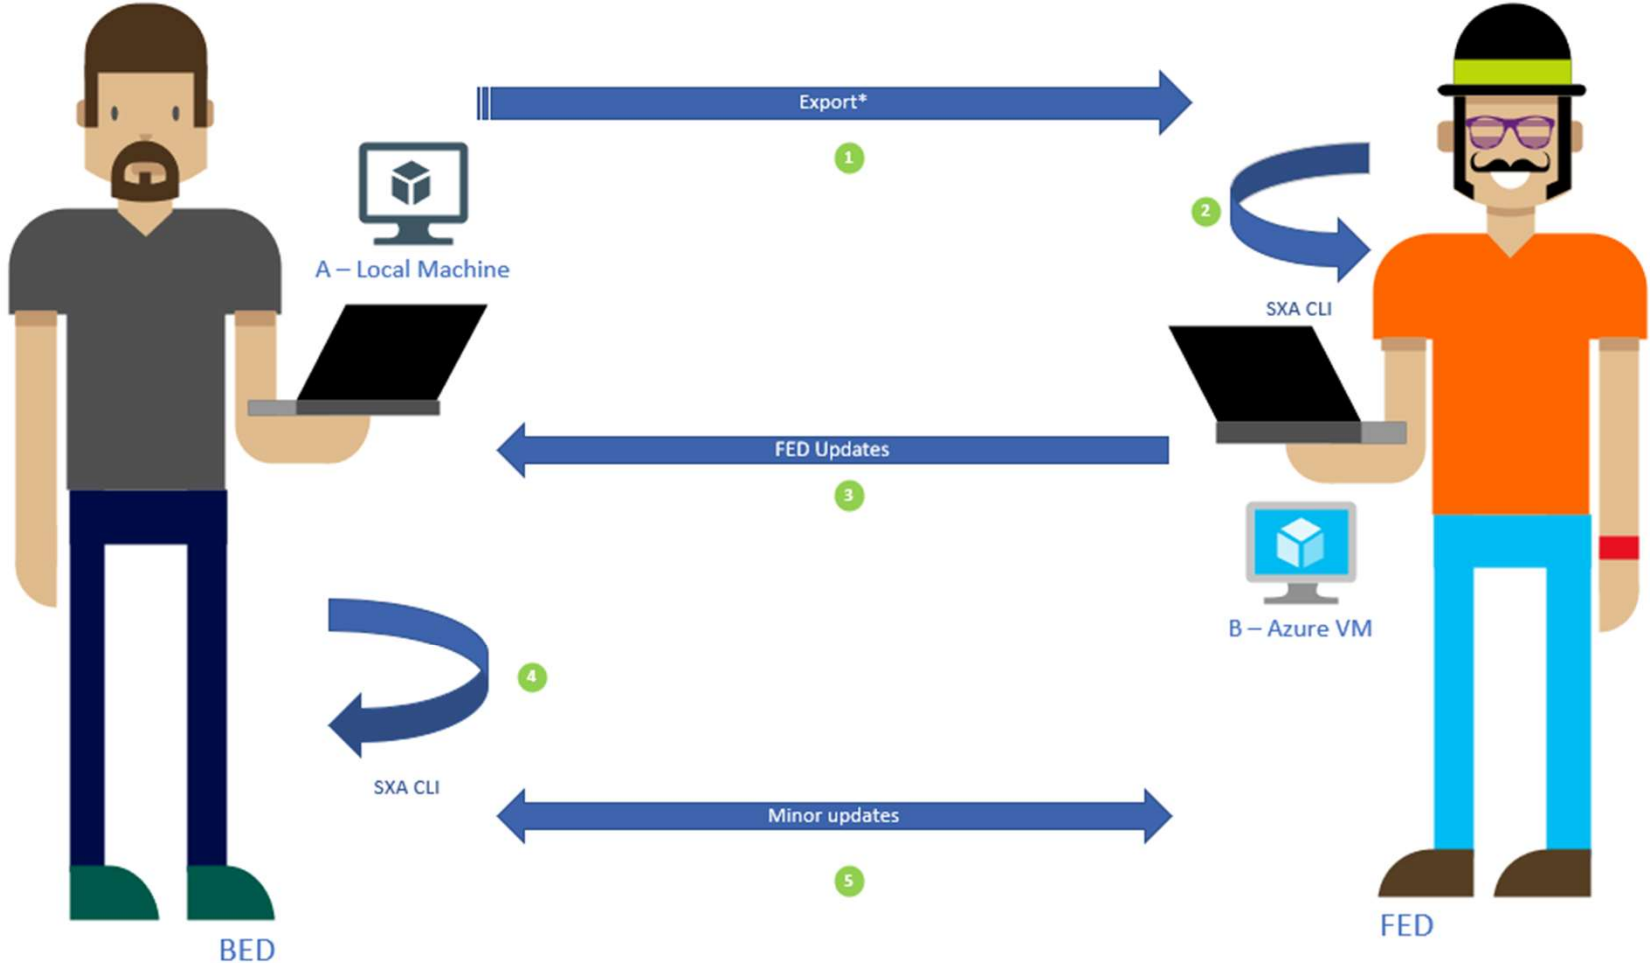 Export*
1
A – Local Machine
2
SXA CLI
FED Updates
3
B – Azure VM
4
SXA CLI
Minor updates
5
BED
FED